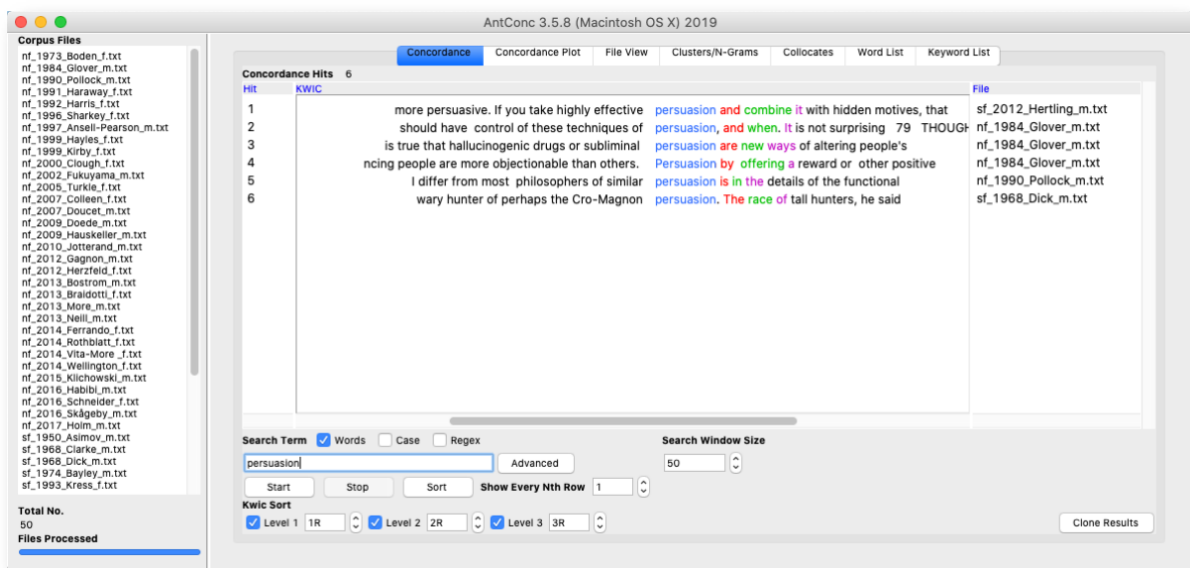 AntConc 3.5.8 (Macintosh OS X) 2019
Corpus Files
nf_1973_Boden_f.txt
nf_1984_Glover_m.txt
nf_1990_Pollock_m.txt
nf_1991_Haraway_f.txt
nf_1992_Harris_f.txt
nf_1996_Sharkey_f.txt
nf_1997_Ansell-Pearson_m.txt
nf_1999_Hayles_f.txt
nf_1999_Kirby_f.txt
nf_2000_Clough_f.txt
nf_2002_Fukuyama_m.txt
nf_2005_Turkle_f.txt
nf_2007_Colleen_f.txt
nf_2007_Doucet_m.txt
nf_2009_Doede_m.txt
nf_2009_Hauskeller_m.txt
nf_2010_Jotterand_m.txt
nf_2012_Gagnon_m.txt
nf_2012_Herzfeld_f.txt
nf_2013_Bostrom_m.txt
nf_2013_Braidotti_f.txt
nf_2013_More_m.txt
nf_2013_Neill_m.txt
nf_2014_Ferrando_f.txt
nf_2014_Rothblatt_f.txt
nf_2014_Vita-More _f.txt
nf_2014_Wellington_f.txt
nf_2015_Klichowski_m.txt
nf_2016_Habibi_m.txt
nf_2016_Schneider_f.txt
nf_2016_Skågeby_m.txt
nf_2017_Holm_m.txt
sf_1950_Asimov_m.txt
sf_1968_Clarke_m.txt
sf_1968_Dick_m.txt
sf_1974_Bayley_m.txt
sf_1993_Kress_f.txt
Total No.
50
Files Processed
Concordance Concordance Plot File View Clusters/N-Grams Collocates Word List Keyword List
Concordance Hits 6
Hit KWIC File
1 more persuasive. If you take highly effective persuasion and combine it with hidden motives, that sf_2012_Hertling_m.txt
2 should have control of these techniques of persuasion, and when. It is not surprising 79 THOUGH nf_1984_Glover_m.txt
3 is true that hallucinogenic drugs or subliminal persuasion are new ways of altering people's nf_1984_Glover_m.txt
4 ncing people are more objectionable than others. Persuasion by offering a reward or other positive nf_1984_Glover_m.txt
5 I differ from most philosophers of similar persuasion is in the details of the functional nf_1990_Pollock_m.txt
6 wary hunter of perhaps the Cro-Magnon persuasion. The race of tall hunters, he said sf_1968_Dick_m.txt
Search Term Words Case Regex Search Window Size
persuasion Advanced 50
Start Stop Sort Show Every Nth Row 1
Kwic Sort
Level 1 1R Level 2 2R Level 3 3R Clone Results